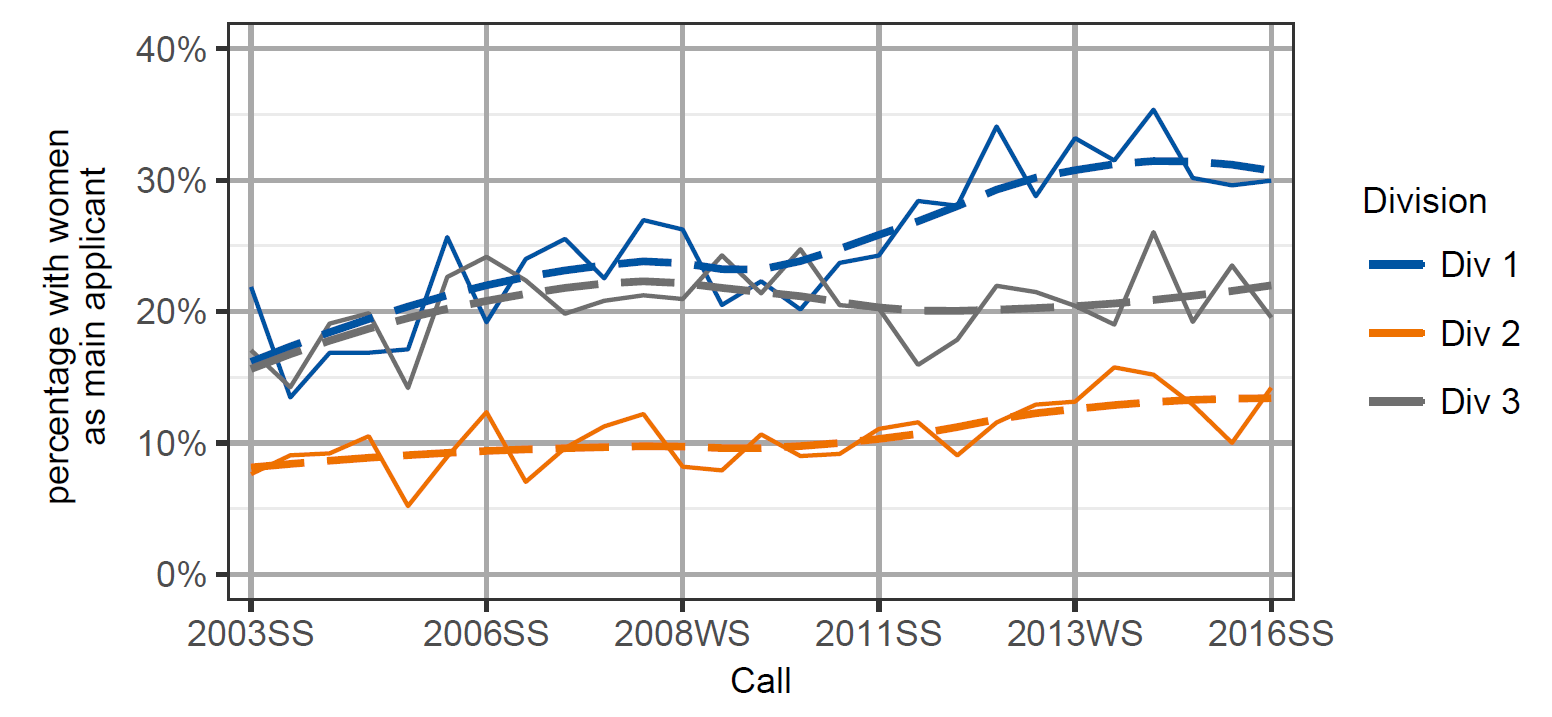 percentage with women
as main applicant
40%
30%
20%
10%
0%
2003SS
2006SS
2008WS
2011SS
2013WS
2016SS
Call
Division
Div 1
Div 2
Div 3